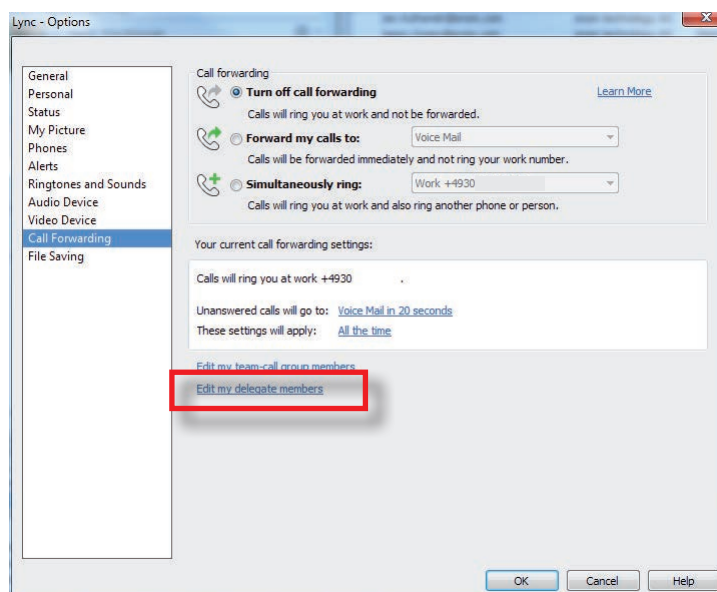 Lync - Options
General
Personal
Status
My Picture
Phones
Alerts
Ringtones and Sounds
Audio Device
Video Device
Call Forwarding
File Saving
Call forwarding
Turn off call forwarding
Learn More
Calls will ring you at work and not be forwarded.
Forward my calls to:
Voice Mail
Calls will be forwarded immediately and not ring your work number.
Simultaneously ring:
Work +4930
Calls will ring you at work and also ring another phone or person.
Your current call forwarding settings:
Calls will ring you at work +4930 .
Unanswered calls will go to: Voice Mail in 20 seconds
These settings will apply: All the time
Edit my team-call group members
Edit my delegate members
OK
Cancel
Help